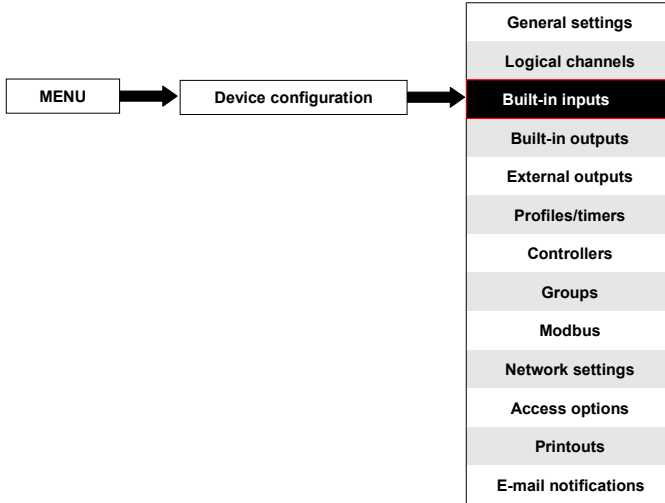 MENU
Device configuration
General settings
Logical channels
Built-in inputs
Built-in outputs
External outputs
Profiles/timers
Controllers
Groups
Modbus
Network settings
Access options
Printouts
E-mail notifications